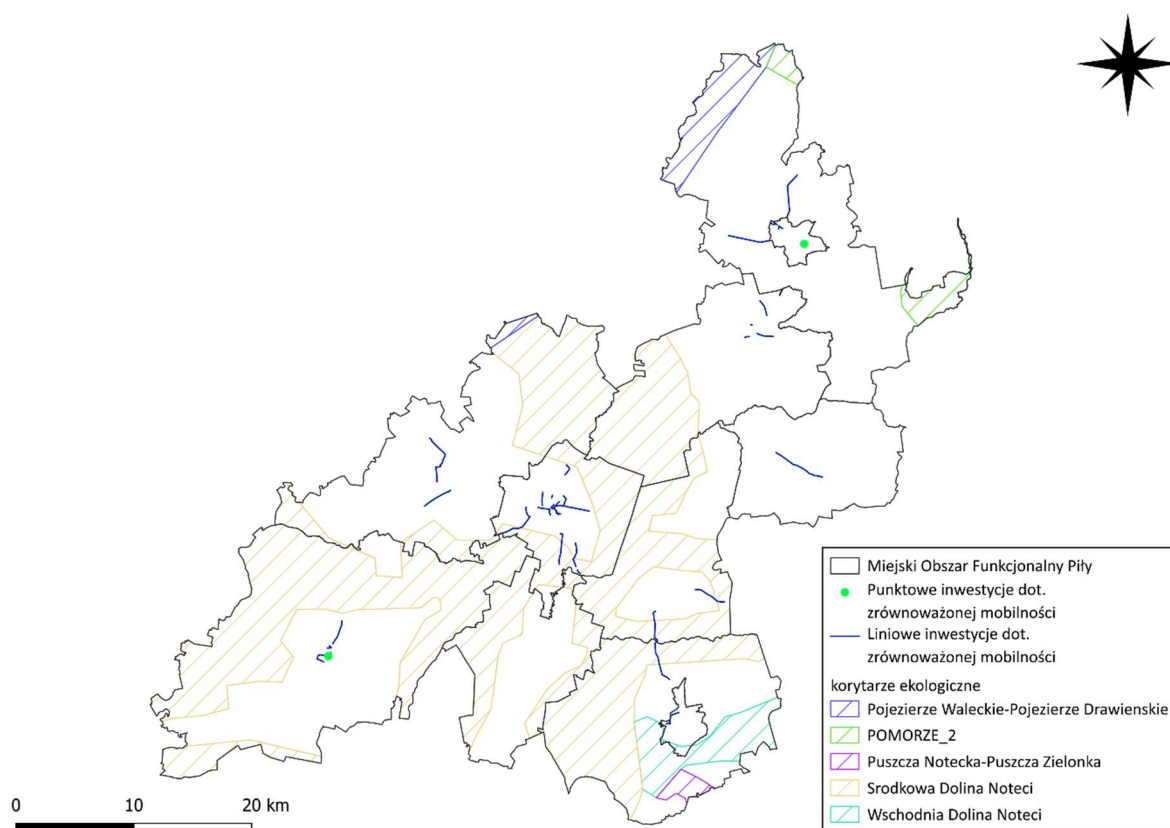 Miejski Obszar Funkcjonalny Piły
Punktowe inwestycje dot.
zrównoważonej mobilności
Liniowe inwestycje dot.
zrównoważonej mobilności
korytarze ekologiczne
Pojezierze Waleckie-Pojezierze Drawienskie
POMORZE_2
Puszcza Notecka-Puszcza Zielonka
Srodkowa Dolina Noteci
Wschodnia Dolina Noteci
0 10 20 km